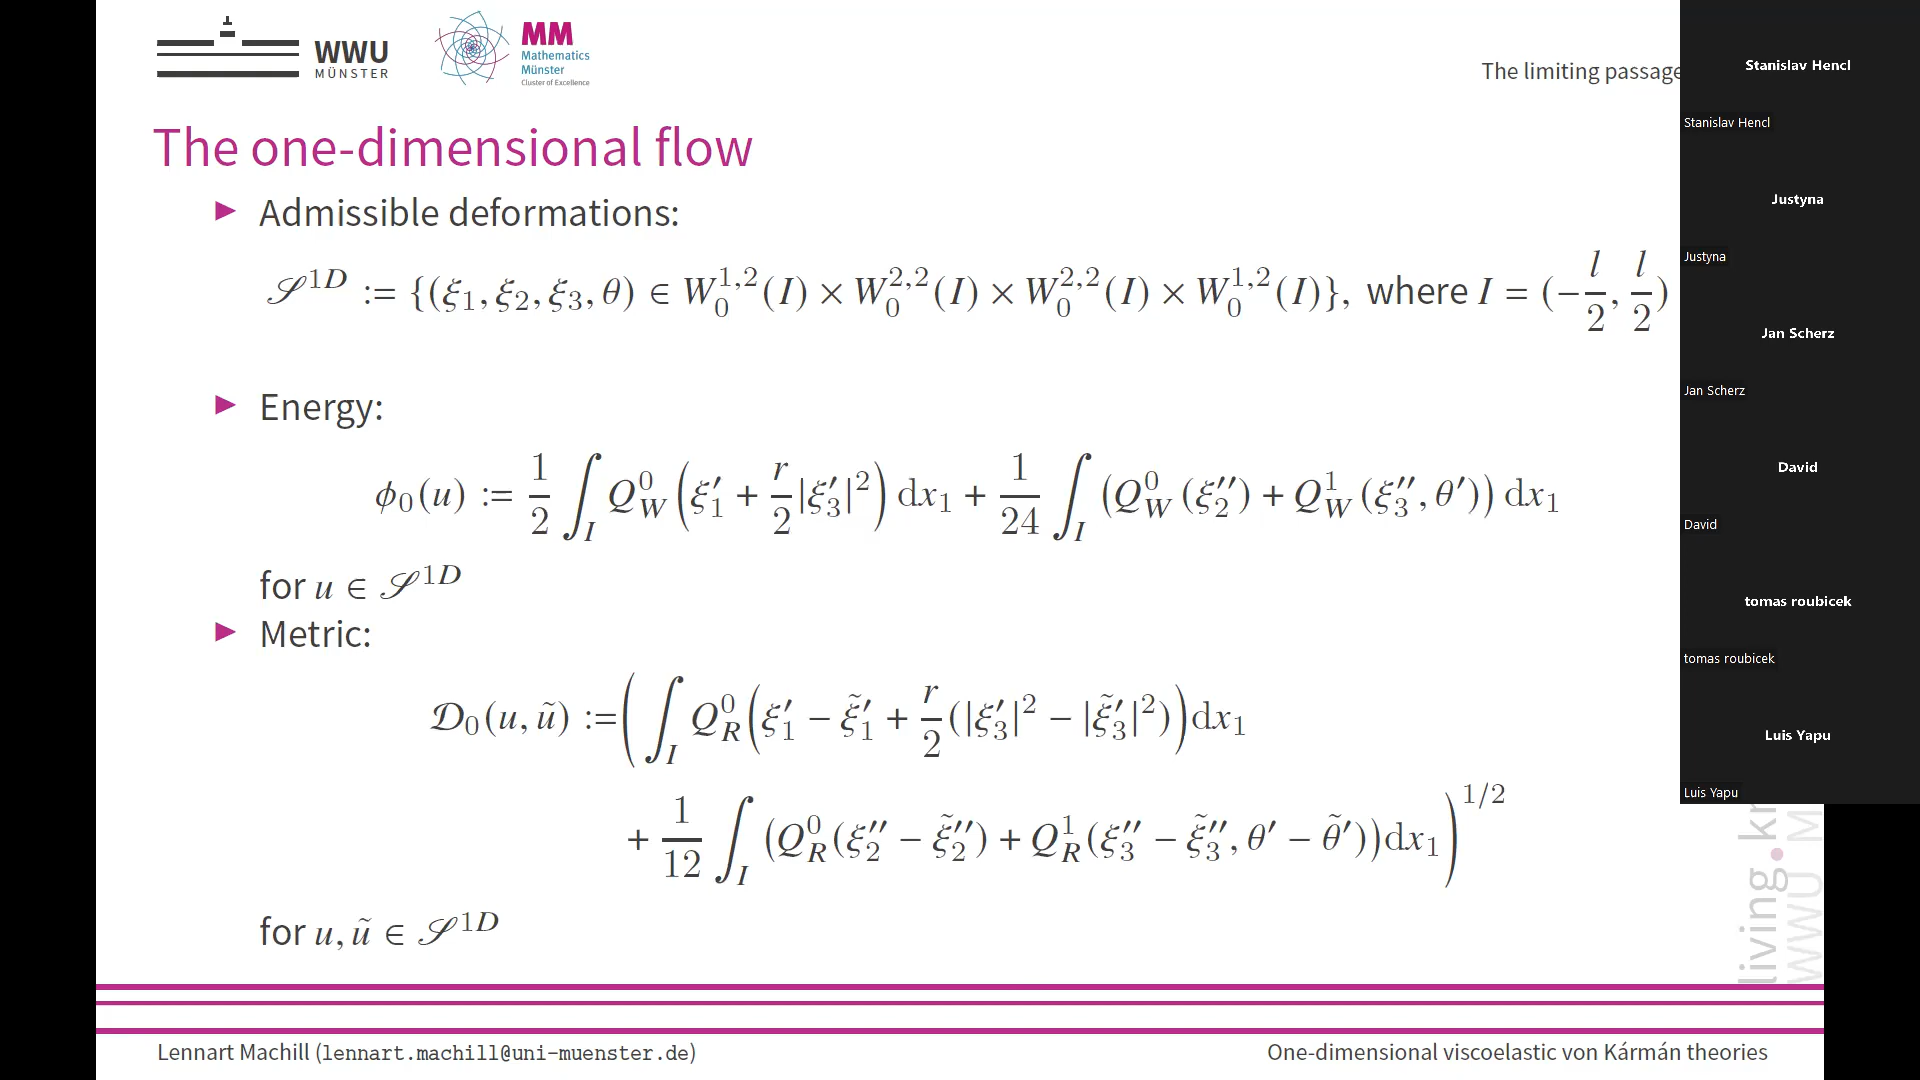 WWU
MÜNSTER
MM
Mathematics
Münster
Cluster of Excellence
The limiting passage
The one-dimensional flow
▶ Admissible deformations:
𝒮^{1D} := {(ξ_1, ξ_2, ξ_3, θ) ∈ W_0^{1,2}(I) × W_0^{2,2}(I) × W_0^{2,2}(I) × W_0^{1,2}(I)}, where I = (−l/2, l/2)
▶ Energy:
ϕ_0(u) := 1/2 ∫_I Q_W^0 (ξ_1′ + r/2 |ξ_3′|^2) dx_1 + 1/24 ∫_I (Q_W^0 (ξ_2′′) + Q_W^1 (ξ_3′′, θ′)) dx_1
for u ∈ 𝒮^{1D}
▶ Metric:
𝒟_0(u, ũ) := ( ∫_I Q_R^0 (ξ_1′ − ξ̃_1′ + r/2 (|ξ_3′|^2 − |ξ̃_3′|^2)) dx_1
+ 1/12 ∫_I (Q_R^0 (ξ_2′′ − ξ̃_2′′) + Q_R^1 (ξ_3′′ − ξ̃_3′′, θ′ − θ̃′)) dx_1 )^{1/2}
for u, ũ ∈ 𝒮^{1D}
Lennart Machill (lennart.machill@uni-muenster.de)
One-dimensional viscoelastic von Kármán theories
Stanislav Hencl
Stanislav Hencl
Justyna
Justyna
Jan Scherz
Jan Scherz
David
David
tomas roubicek
tomas roubicek
Luis Yapu
Luis Yapu
living.kn
WWU M